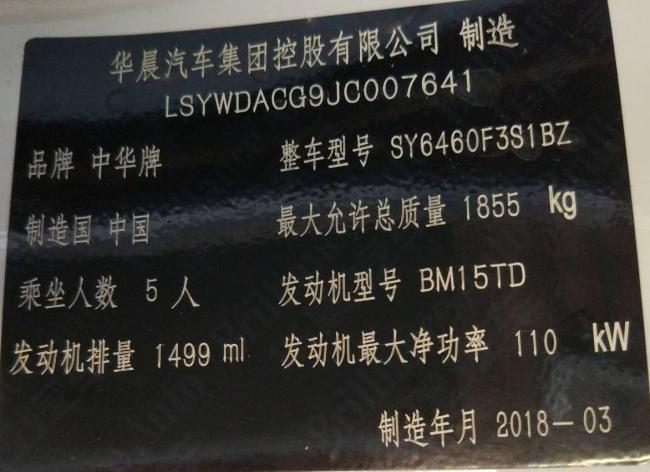 华晨汽车集团控股有限公司 制造
LSYWDACG9JC007641
品牌 中华牌 整车型号 SY6460F3S1BZ
制造国 中国 最大允许总质量 1855 kg
乘坐人数 5 人 发动机型号 BM15TD
发动机排量 1499 ml 发动机最大净功率 110 kW
制造年月 2018-03